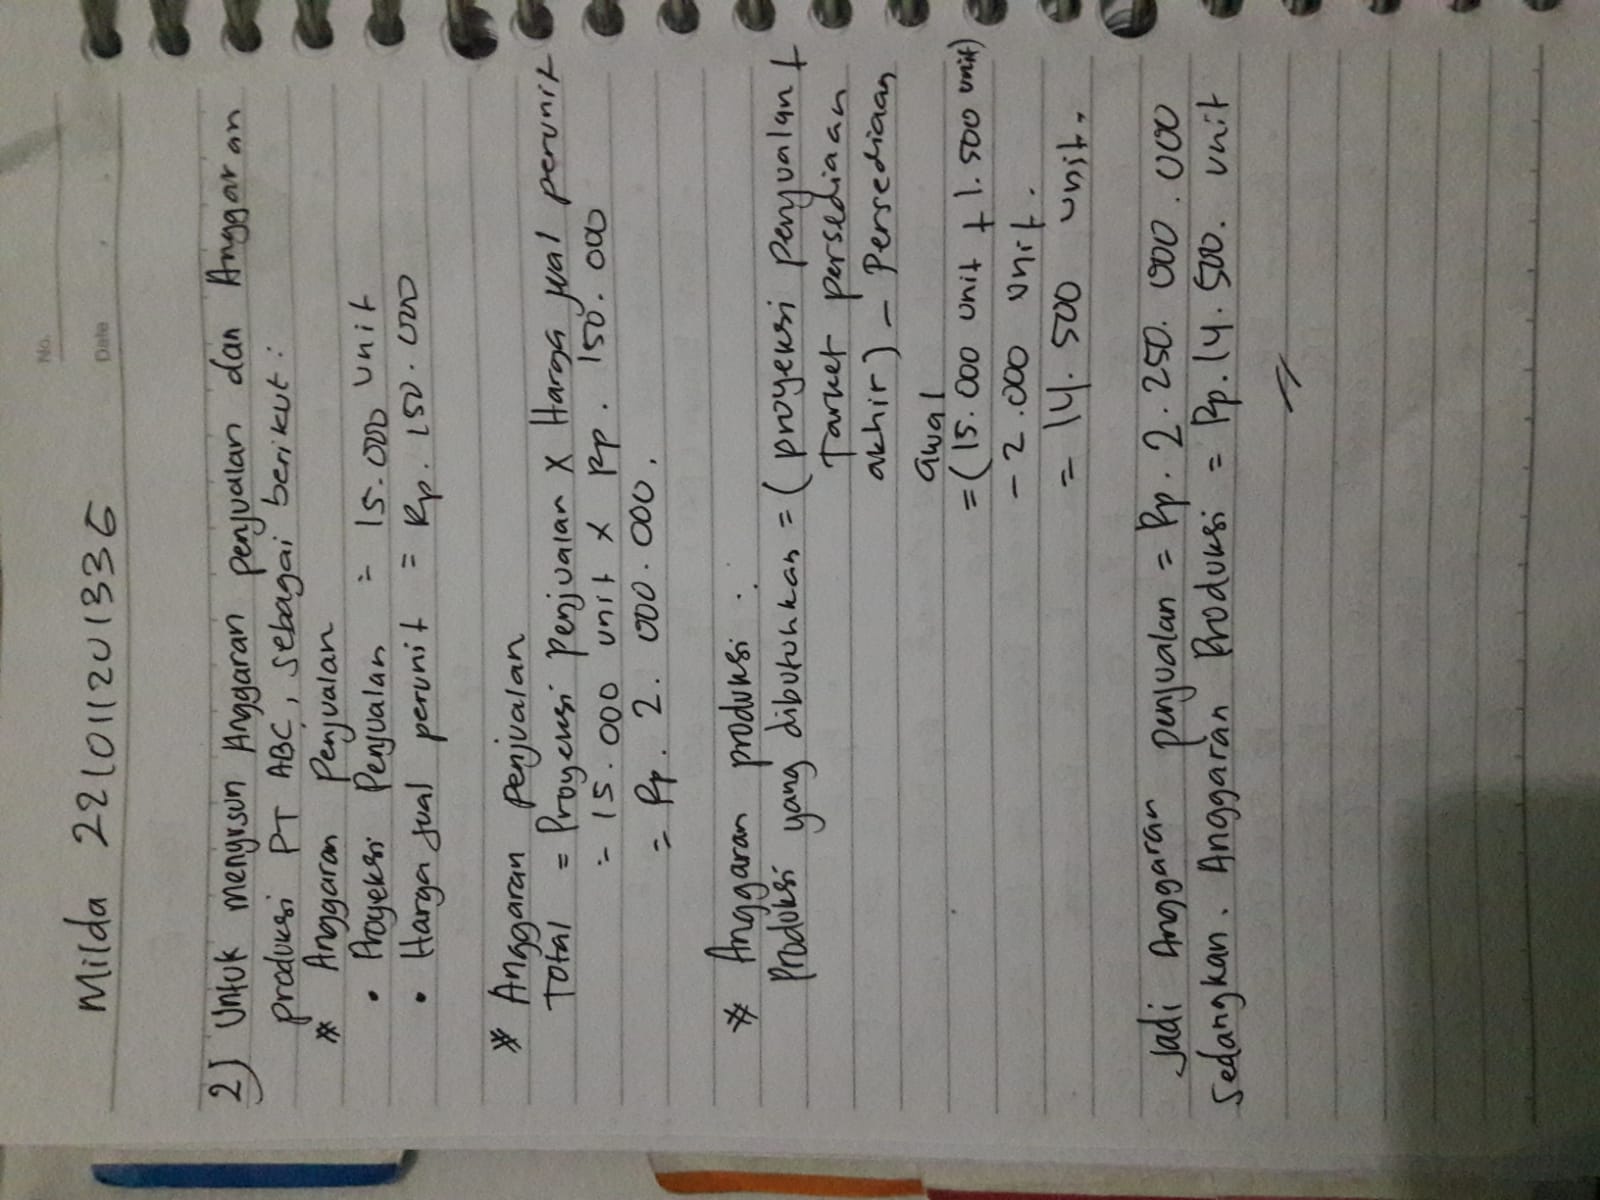 No.
Date
Milda 221011201336
2) Untuk menyusun Anggaran penjualan dan Anggaran
produksi PT ABC, sebagai berikut:
* Anggaran penjualan
• Proyeksi Penjualan = 15.000 unit
• Harga jual perunit = Rp. 150.000
* Anggaran penjualan
Total = Proyeksi Penjualan X Harga jual perunit
= 15.000 unit x Rp. 150.000
= Rp. 2.000.000.
* Anggaran produksi:
Produksi yang dibutuhkan = (proyeksi penjualan +
Tarket persediaan
akhir) - Persediaan
awal
= (15.000 unit + 1.500 unit)
- 2.000 unit.
= 14.500 unit.
Jadi Anggaran penjualan = Rp. 2.250.000.000
Sedangkan. Anggaran Produksi = Rp. 14.500. unit